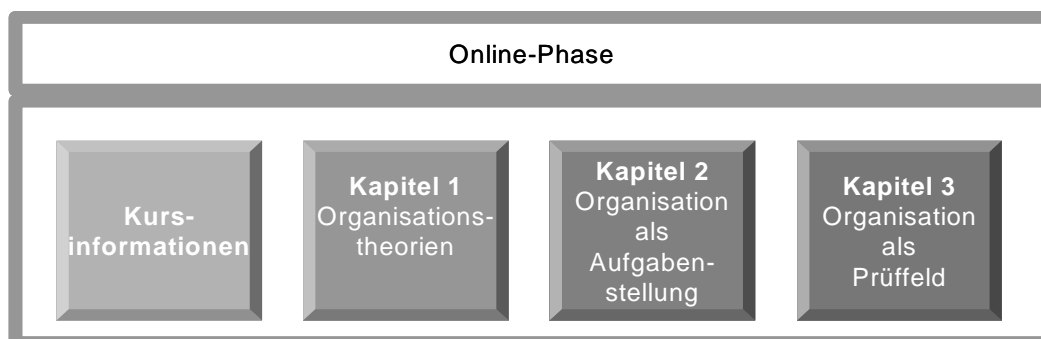 Online-Phase
Kurs-
informationen
Kapitel 1
Organisations-
theorien
Kapitel 2
Organisation
als
Aufgaben-
stellung
Kapitel 3
Organisation
als
Prüffeld